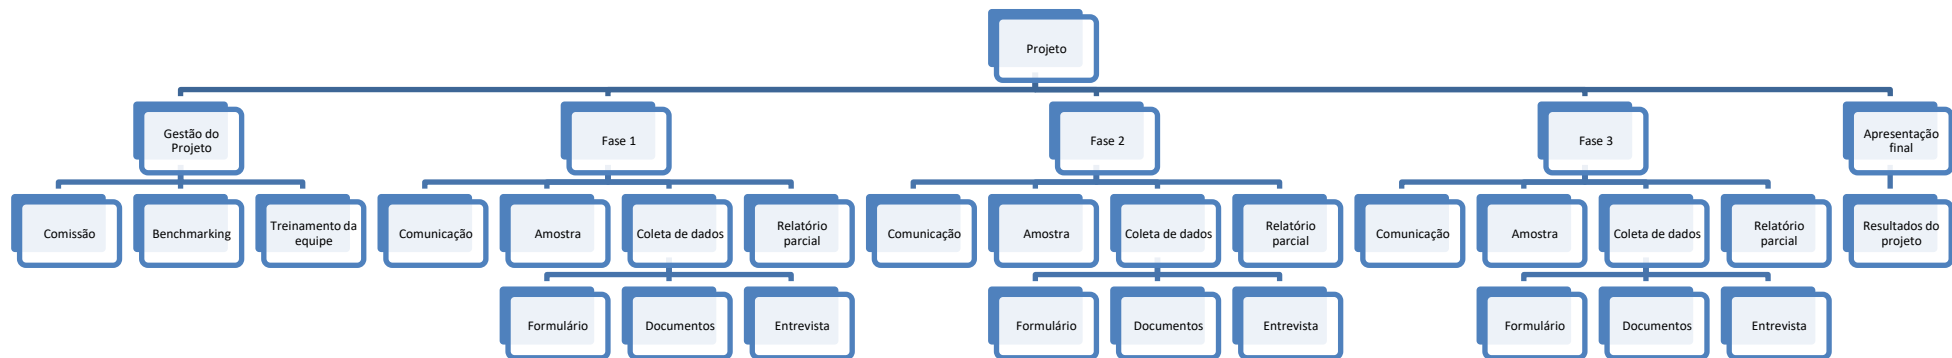 Projeto
Gestão do
Projeto
Fase 1
Fase 2
Fase 3
Apresentação
final
Comissão
Benchmarking
Treinamento da
equipe
Comunicação
Amostra
Coleta de dados
Relatório
parcial
Comunicação
Amostra
Coleta de dados
Relatório
parcial
Comunicação
Amostra
Coleta de dados
Relatório
parcial
Resultados do
projeto
Formulário
Documentos
Entrevista
Formulário
Documentos
Entrevista
Formulário
Documentos
Entrevista